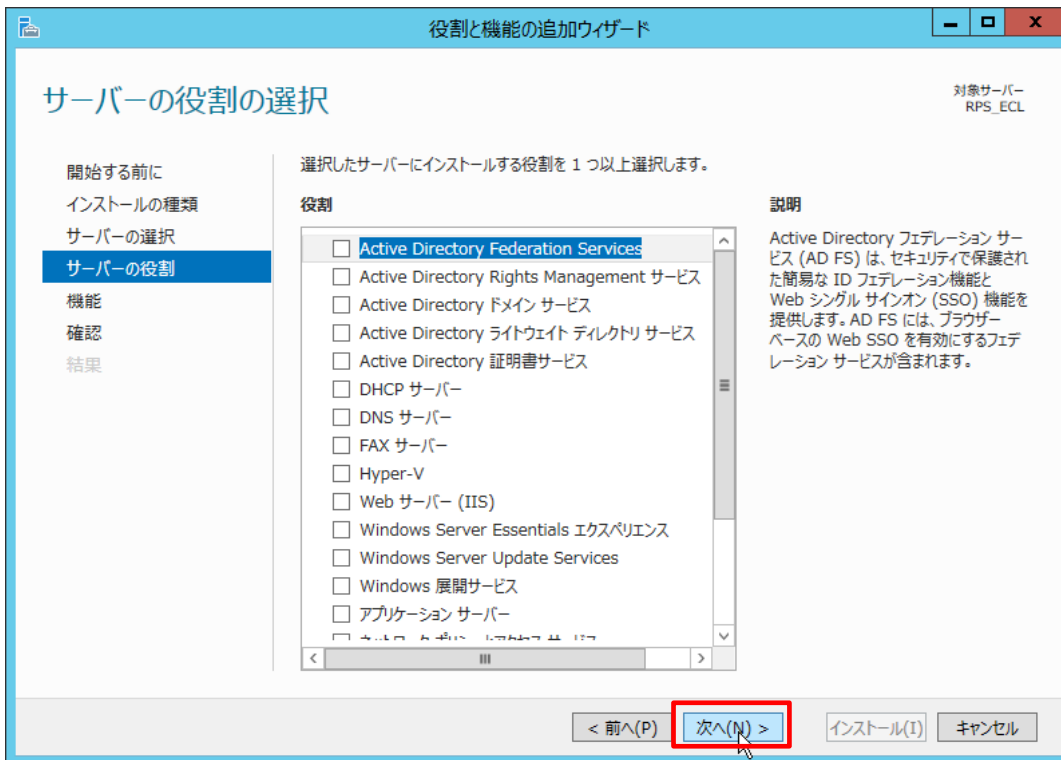 役割と機能の追加ウィザード
サーバーの役割の選択
対象サーバー
RPS_ECL
開始する前に
インストールの種類
サーバーの選択
サーバーの役割
機能
確認
結果
選択したサーバーにインストールする役割を 1 つ以上選択します。
役割
Active Directory Federation Services
Active Directory Rights Management サービス
Active Directory ドメイン サービス
Active Directory ライトウェイト ディレクトリ サービス
Active Directory 証明書サービス
DHCP サーバー
DNS サーバー
FAX サーバー
Hyper-V
Web サーバー (IIS)
Windows Server Essentials エクスペリエンス
Windows Server Update Services
Windows 展開サービス
アプリケーション サーバー
説明
Active Directory フェデレーション サー
ビス (AD FS) は、セキュリティで保護され
た簡易な ID フェデレーション機能と
Web シングル サインオン (SSO) 機能を
提供します。AD FS には、ブラウザー
ベースの Web SSO を有効にするフェデ
レーション サービスが含まれます。
< 前へ(P)
次へ(N) >
インストール(I)
キャンセル